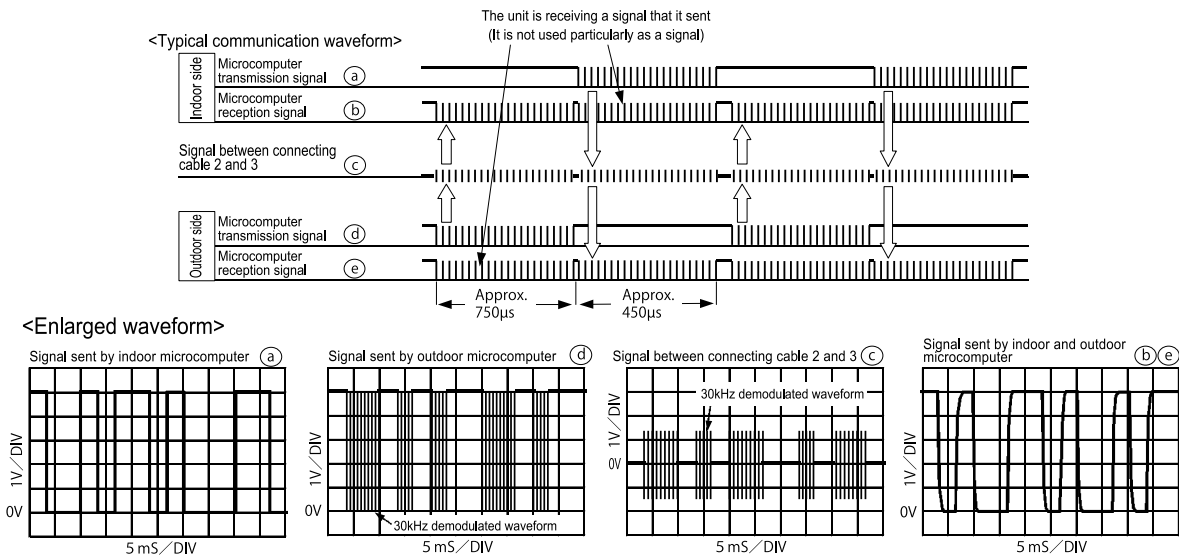 The unit is receiving a signal that it sent
(It is not used particularly as a signal)
<Typical communication waveform>
Indoor side
Microcomputer
transmission signal
a
Microcomputer
reception signal
b
Signal between connecting
cable 2 and 3
c
Outdoor side
Microcomputer
transmission signal
d
Microcomputer
reception signal
e
Approx.
750μs
Approx.
450μs
<Enlarged waveform>
Signal sent by indoor microcomputer a
1V/DIV
0V
5 mS/DIV
Signal sent by outdoor microcomputer d
1V/DIV
0V
30kHz demodulated waveform
5 mS/DIV
Signal between connecting cable 2 and 3 c
30kHz demodulated waveform
1V/DIV
0V
5 mS/DIV
Signal sent by indoor and outdoor
microcomputer b e
1V/DIV
0V
5 mS/DIV